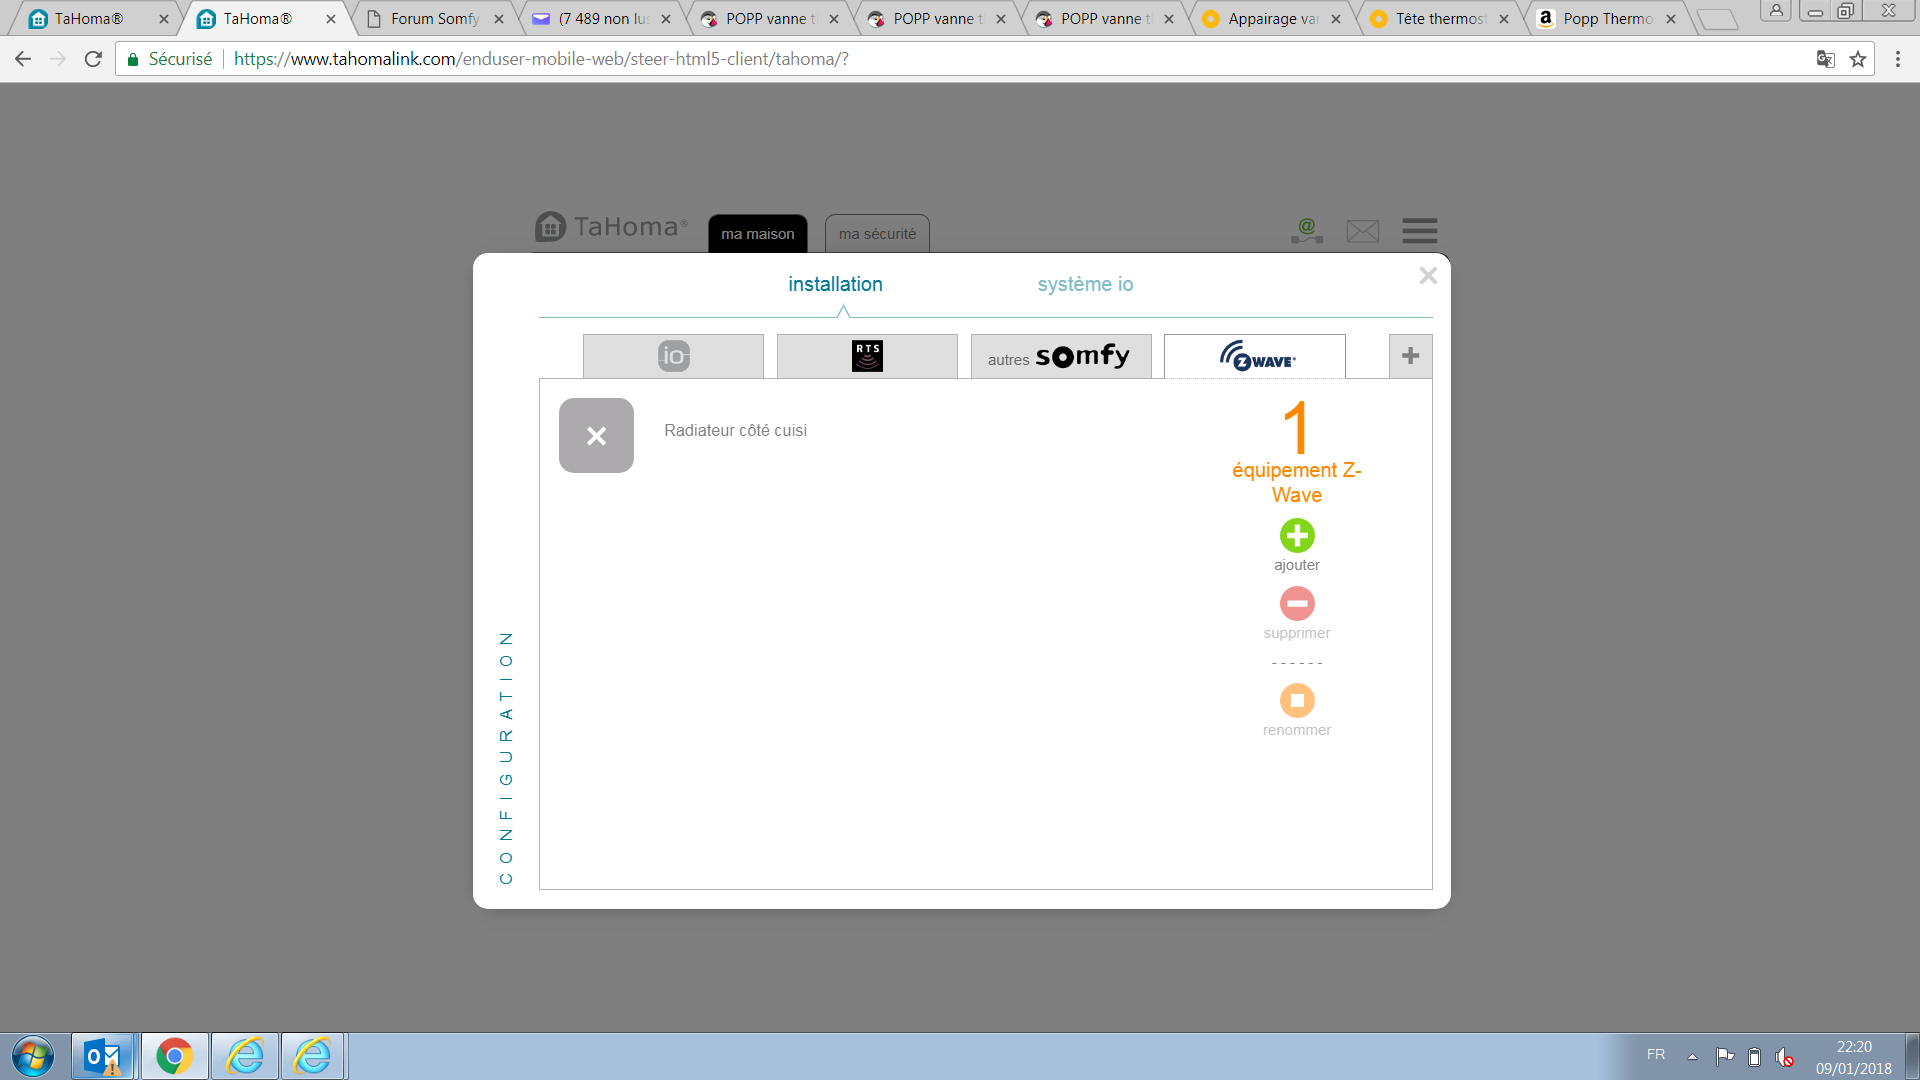 TaHoma®
TaHoma®
Forum Somfy
(7 489 non lus
POPP vanne t
POPP vanne t
POPP vanne t
Appairage va
Tête thermost
Popp Thermo
Sécurisé
https://www.tahomalink.com/enduser-mobile-web/steer-html5-client/tahoma/?
TaHoma®
ma maison
ma sécurité
installation
système io
io
RTS
autres somfy
Z WAVE
Radiateur côté cuisi
1
équipement Z-
Wave
ajouter
supprimer
------
renommer
CONFIGURATION
FR
22:20
09/01/2018